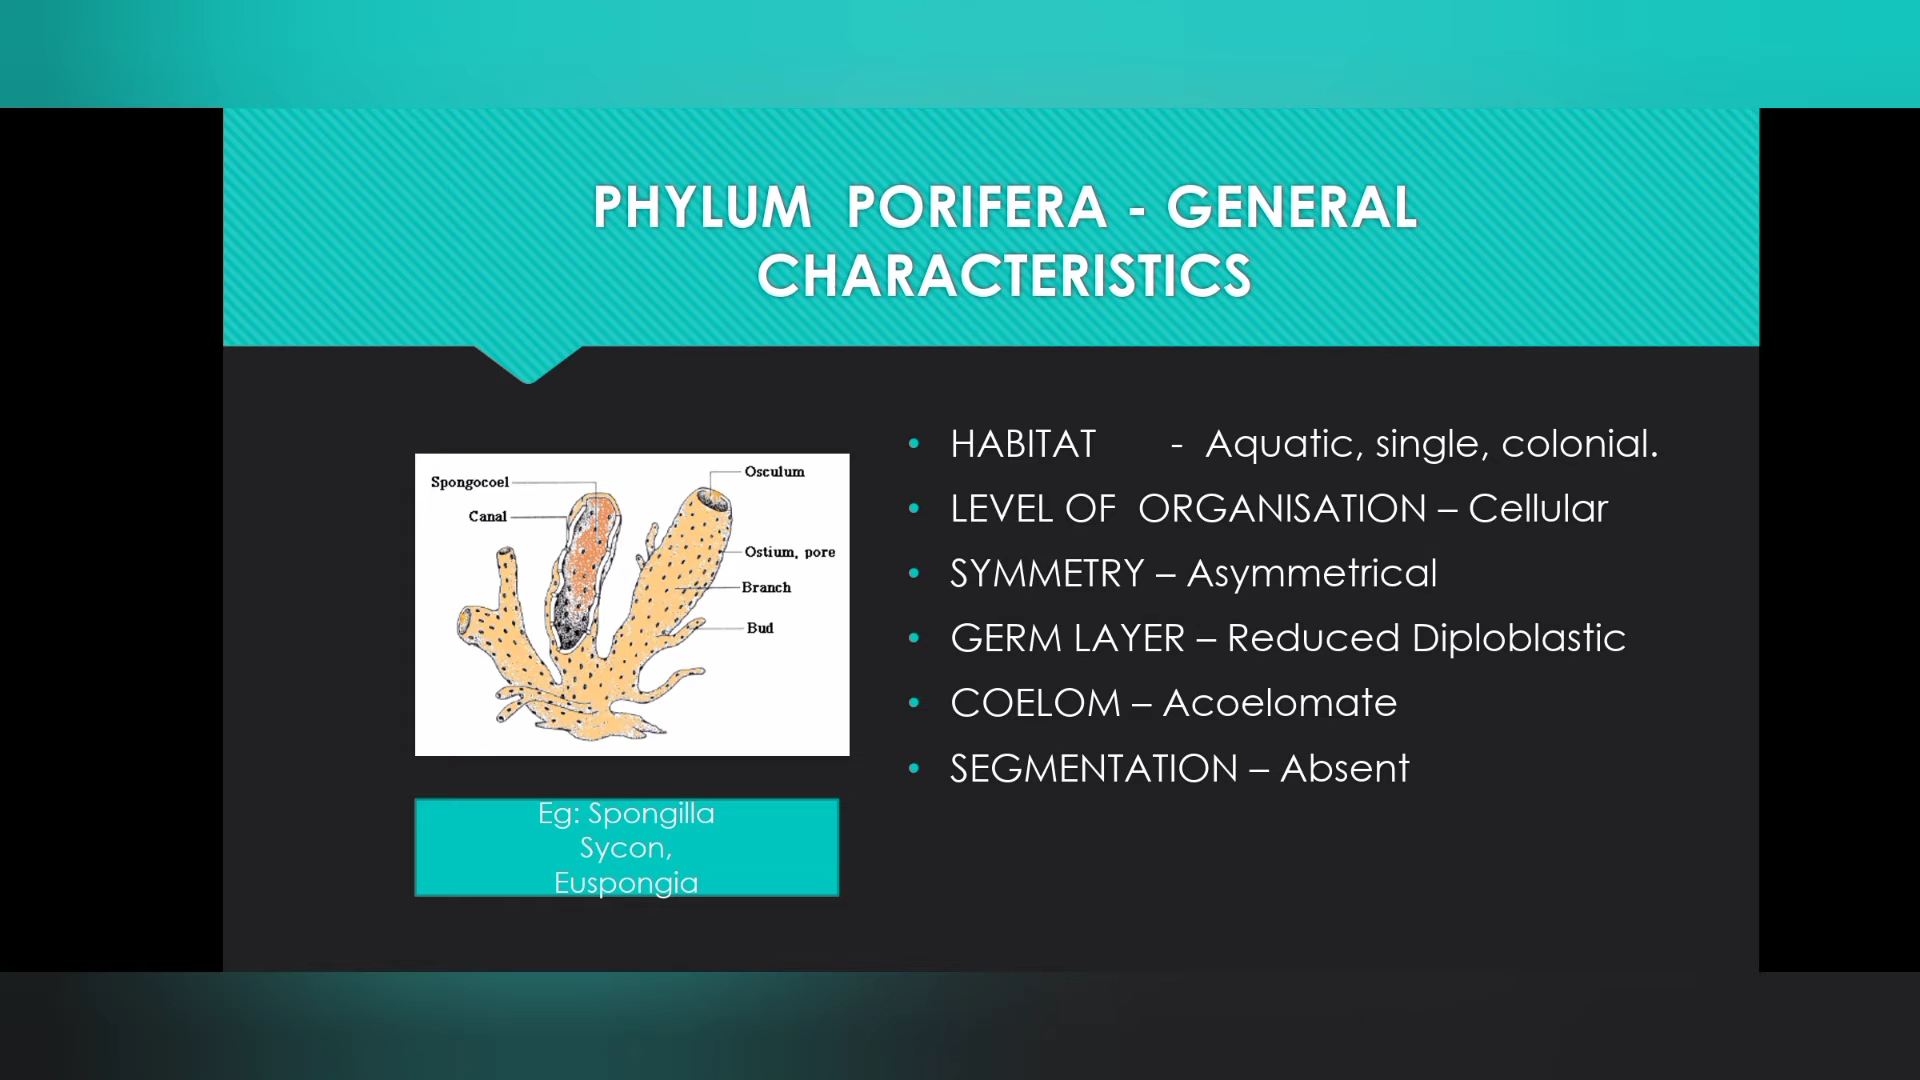 PHYLUM PORIFERA - GENERAL
CHARACTERISTICS
Spongocoel
Canal
Osculum
Ostium, pore
Branch
Bud
Eg: Spongilla
Sycon,
Euspongia
• HABITAT - Aquatic, single, colonial.
• LEVEL OF ORGANISATION – Cellular
• SYMMETRY – Asymmetrical
• GERM LAYER – Reduced Diploblastic
• COELOM – Acoelomate
• SEGMENTATION – Absent